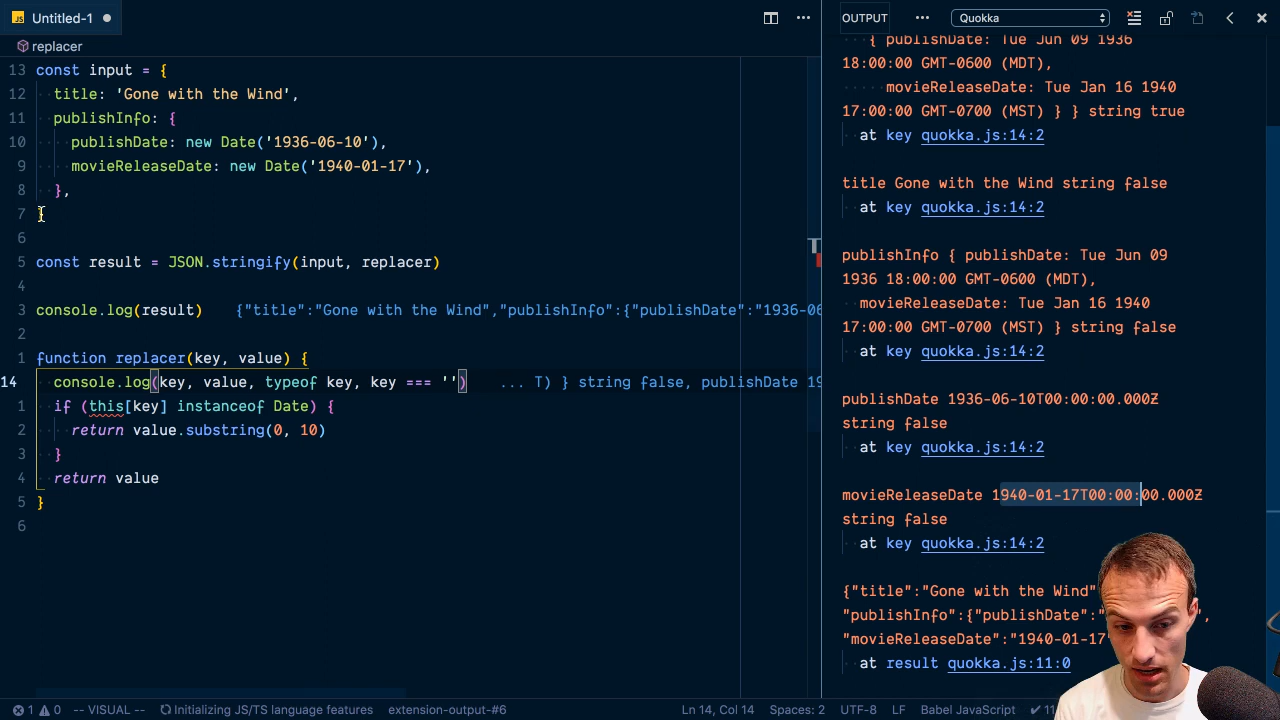 JS Untitled-1
OUTPUT
Quokka
replacer
13 const input = {
12 title: 'Gone with the Wind',
11 publishInfo: {
10 publishDate: new Date('1936-06-10'),
9 movieReleaseDate: new Date('1940-01-17'),
8 },
7 }
6
5 const result = JSON.stringify(input, replacer)
4
3 console.log(result) {"title":"Gone with the Wind","publishInfo":{"publishDate":"1936-06
2
1 function replacer(key, value) {
14 console.log(key, value, typeof key, key === '') ... T) } string false, publishDate 19
1 if (this[key] instanceof Date) {
2 return value.substring(0, 10)
3 }
4 return value
5 }
6
{ publishDate: Tue Jun 09 1936
18:00:00 GMT-0600 (MDT),
movieReleaseDate: Tue Jan 16 1940
17:00:00 GMT-0700 (MST) } } string true
at key quokka.js:14:2
title Gone with the Wind string false
at key quokka.js:14:2
publishInfo { publishDate: Tue Jun 09
1936 18:00:00 GMT-0600 (MDT),
movieReleaseDate: Tue Jan 16 1940
17:00:00 GMT-0700 (MST) } string false
at key quokka.js:14:2
publishDate 1936-06-10T00:00:00.000Z
string false
at key quokka.js:14:2
movieReleaseDate 1940-01-17T00:00:00.000Z
string false
at key quokka.js:14:2
{"title":"Gone with the Wind"
"publishInfo":{"publishDate":" ,
"movieReleaseDate":"1940-01-17"
at result quokka.js:11:0
1 0 -- VISUAL -- Initializing JS/TS language features extension-output-#6 Ln 14, Col 14 Spaces: 2 UTF-8 LF Babel JavaScript ✓ 11